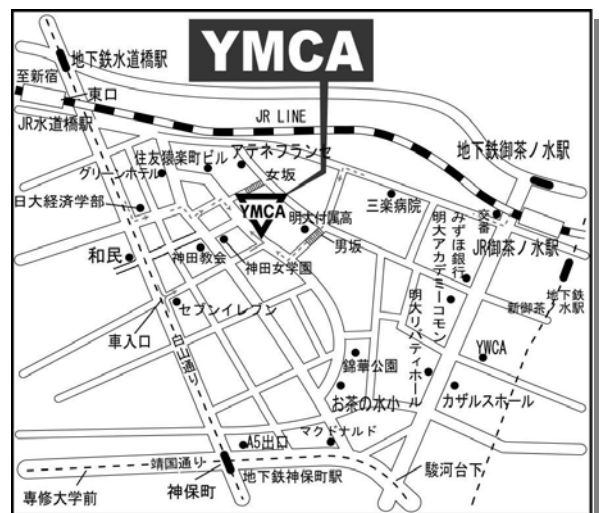 YMCA
地下鉄水道橋駅
至新宿
東口
JR水道橋駅
JR LINE
地下鉄御茶ノ水駅
住友猿楽町ビル
アテネフランセ
グリーンホテル
女坂
日大経済学部
YMCA
明大付属高
三楽病院
交番
JR御茶ノ水駅
みずほ銀行
明大アカデミーコモン
男坂
和民
神田教会
神田女学園
地下鉄
新御茶ノ水駅
セブンイレブン
車入口
白山通り
明大リバティホール
YWCA
錦華公園
お茶の水小
カザルスホール
マクドナルド
A5出口
靖国通り
地下鉄神保町駅
駿河台下
専修大学前
神保町